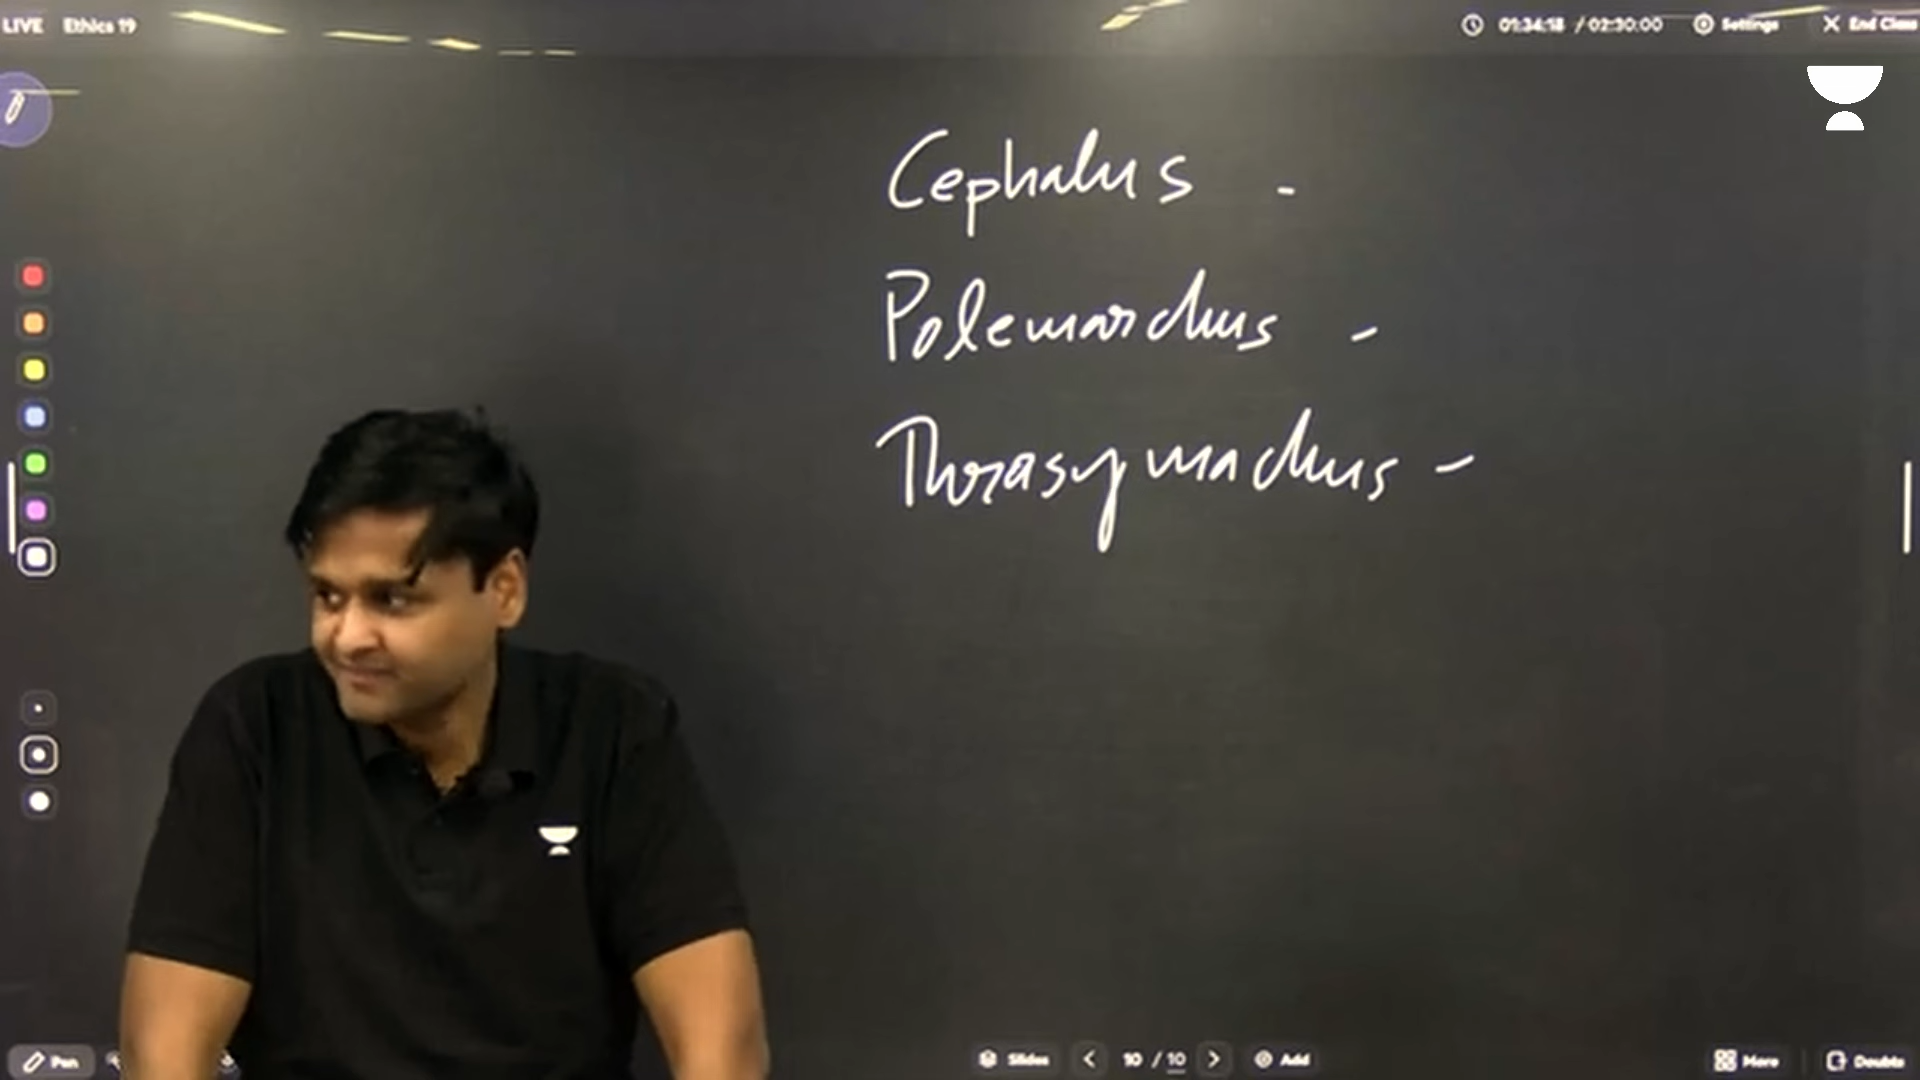 LIVE Ethics 19
01:34:18 / 02:30:00 Settings End Class
Cephalus -
Polemarchus -
Thrasymachus -
Pen
Slides 10 / 10 Add
More Doubts